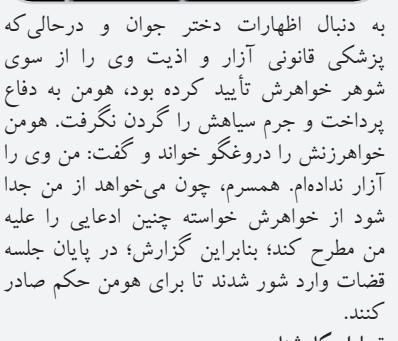 به دنبال اظهارات دختر جوان و درحالی‌که
پزشکی قانونی آزار و اذیت وی را از سوی
شوهر خواهرش تأیید کرده بود، هومن به دفاع
پرداخت و جرم سیاهش را گردن نگرفت. هومن
خواهرزنش را دروغگو خواند و گفت: من وی را
آزار نداده‌ام. همسرم، چون می‌خواهد از من جدا
شود از خواهرش خواسته چنین ادعایی را علیه
من مطرح کند؛ بنابراین گزارش؛ در پایان جلسه
قضات وارد شور شدند تا برای هومن حکم صادر
کنند.